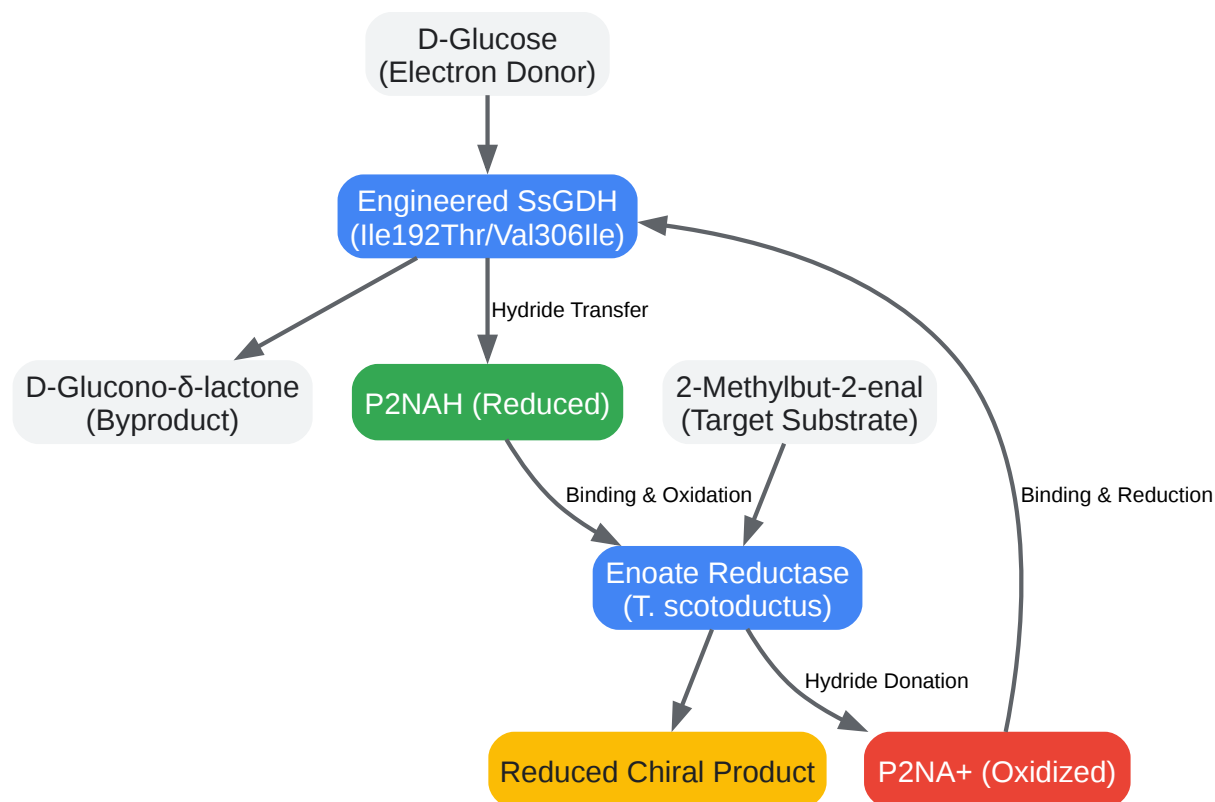 D-Glucose
(Electron Donor)
Engineered SsGDH
(Ile192Thr/Val306Ile)
Hydride Transfer
D-Glucono-δ-lactone
(Byproduct)
P2NAH (Reduced)
2-Methylbut-2-enal
(Target Substrate)
Binding & Oxidation
Binding & Reduction
Enoate Reductase
(T. scotoductus)
Hydride Donation
Reduced Chiral Product
P2NA+ (Oxidized)